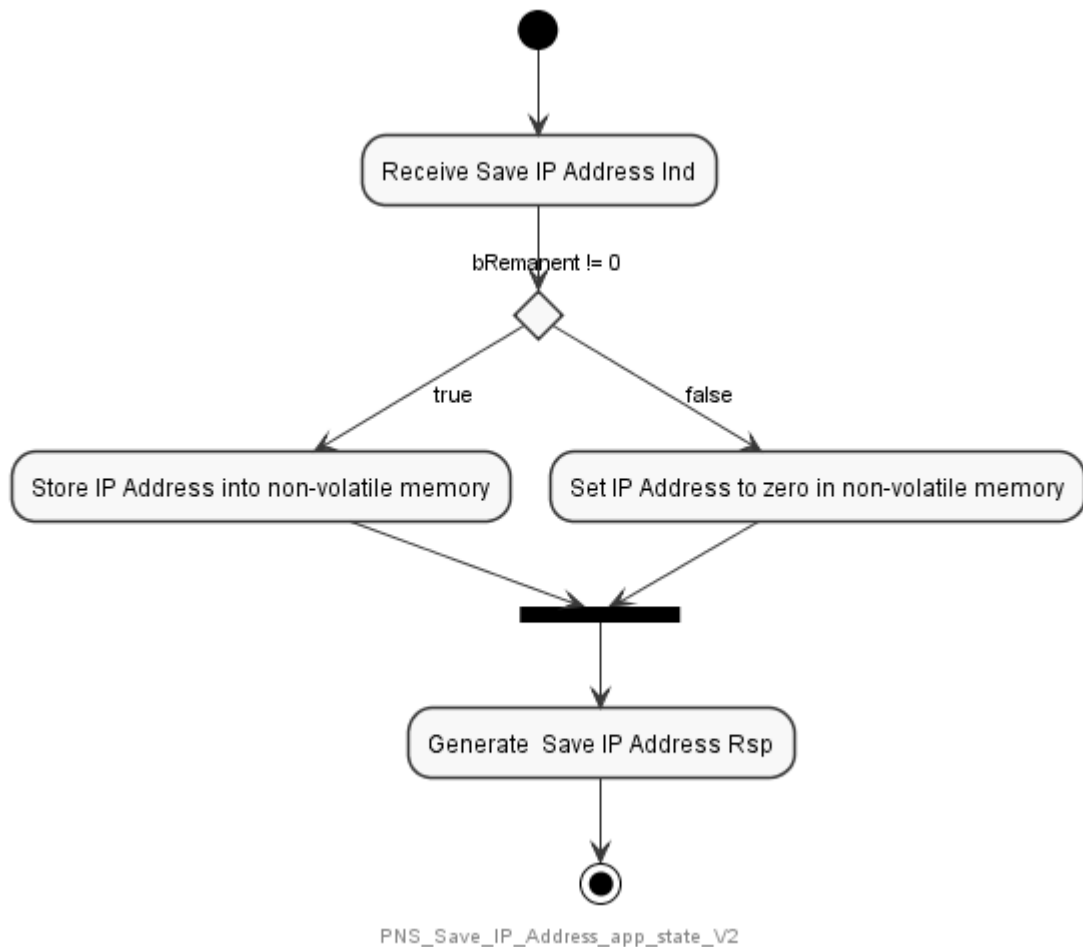 Receive Save IP Address Ind
bRemanent != 0
true
false
Store IP Address into non-volatile memory
Set IP Address to zero in non-volatile memory
Generate  Save IP Address Rsp
PNS_Save_IP_Address_app_state_V2